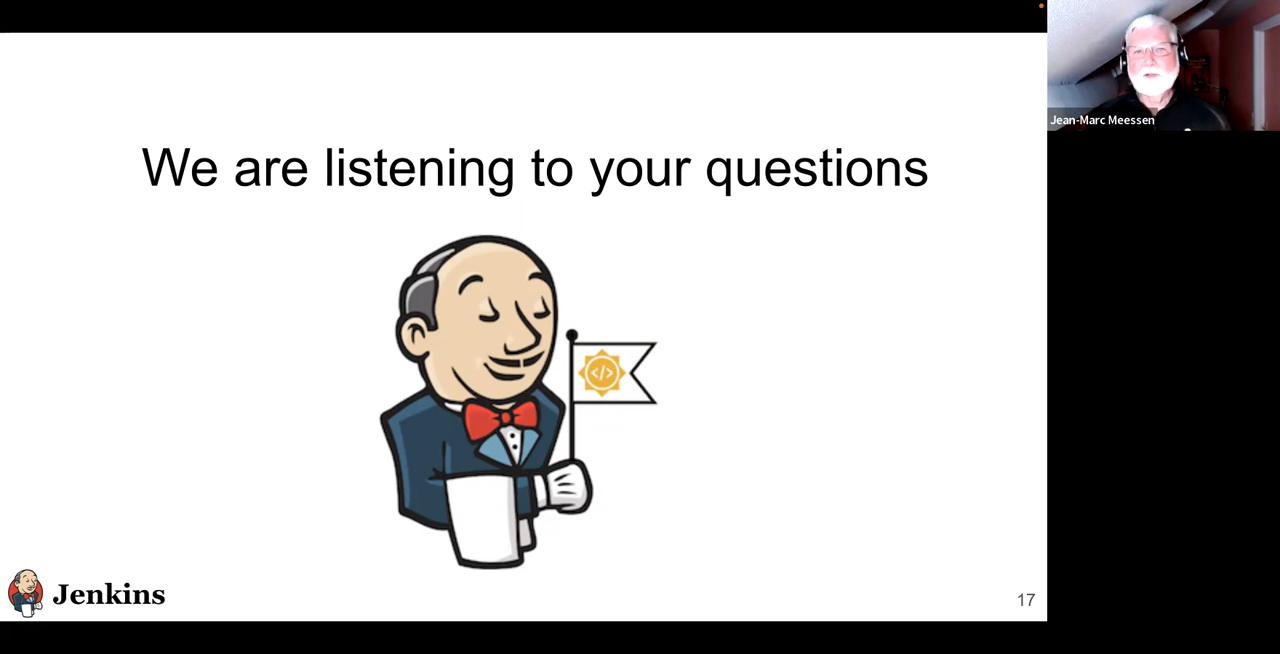 We are listening to your questions
</>
Jenkins
17
Jean-Marc Meessen